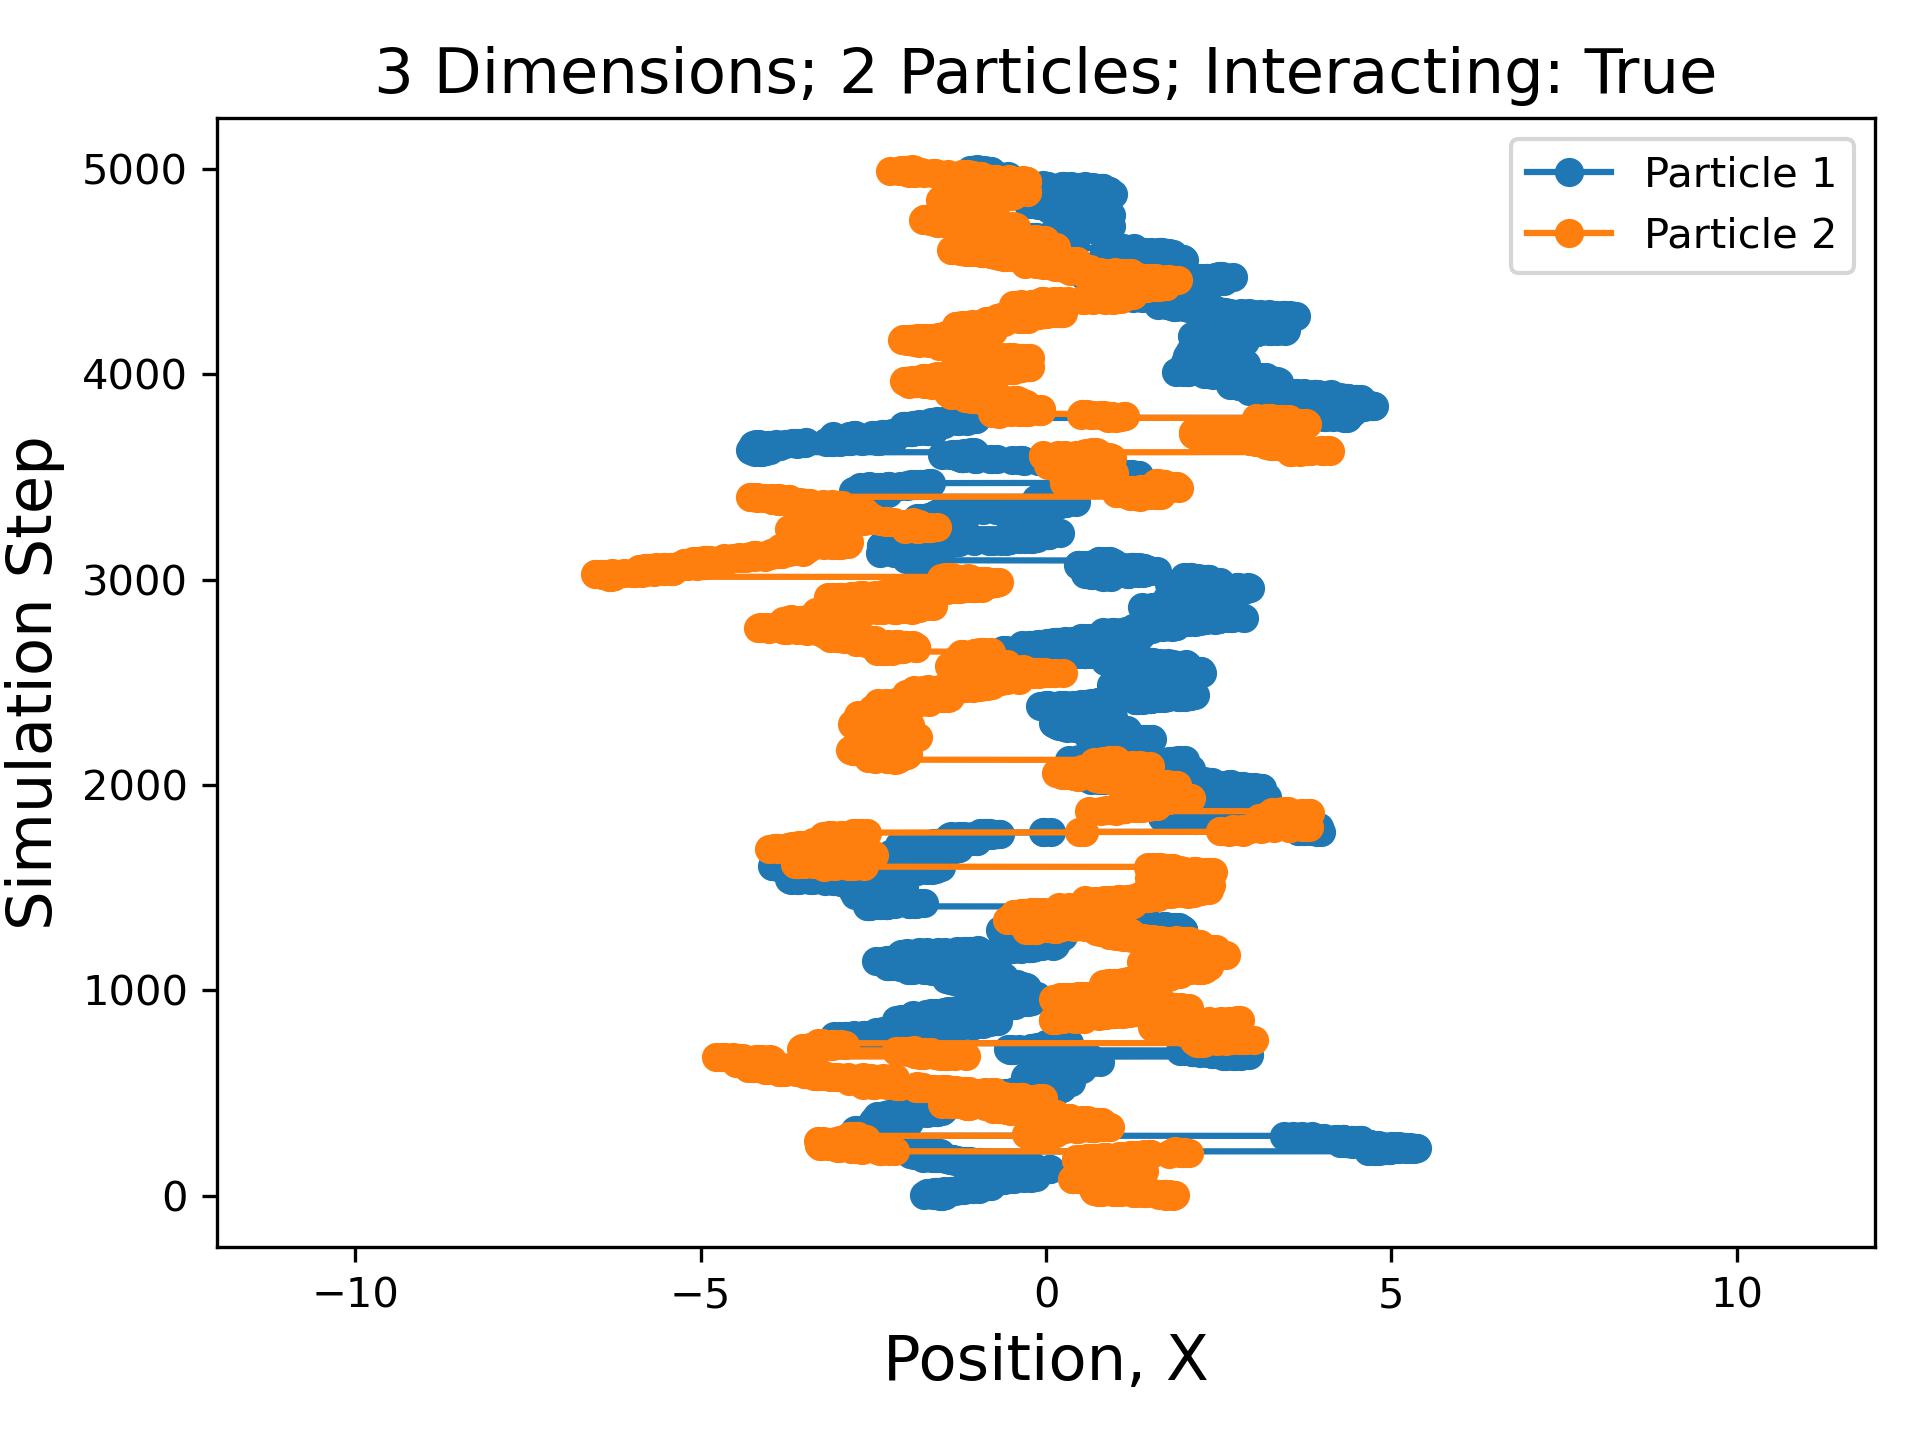 3 Dimensions; 2 Particles; Interacting: True
Particle 1
Particle 2
5000
4000
3000
2000
1000
0
Simulation Step
−10
−5
0
5
10
Position, X